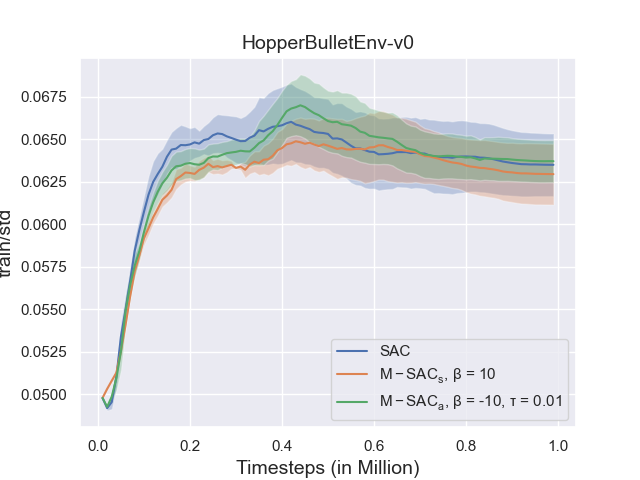 HopperBulletEnv-v0
0.0675
0.0650
0.0625
0.0600
0.0575
0.0550
0.0525
0.0500
train/std
SAC
M − SACₛ, β = 10
M − SACₐ, β = -10, τ = 0.01
0.0 0.2 0.4 0.6 0.8 1.0
Timesteps (in Million)